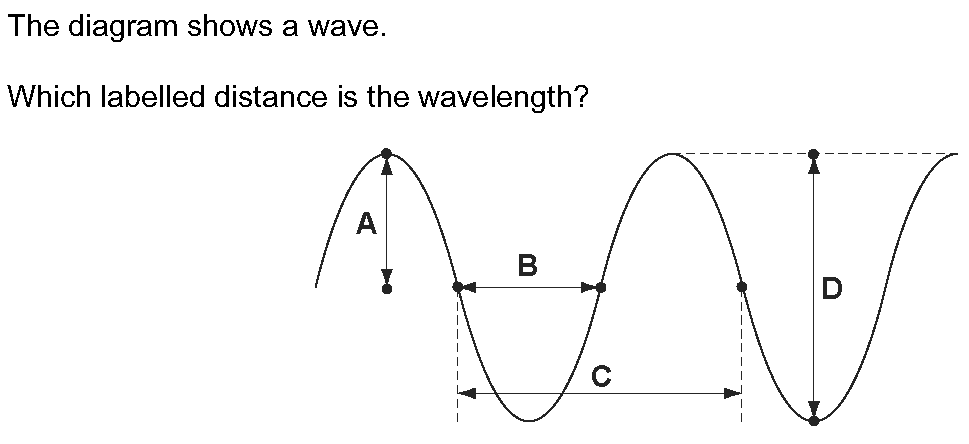 The diagram shows a wave.
Which labelled distance is the wavelength?
A
B
D
C